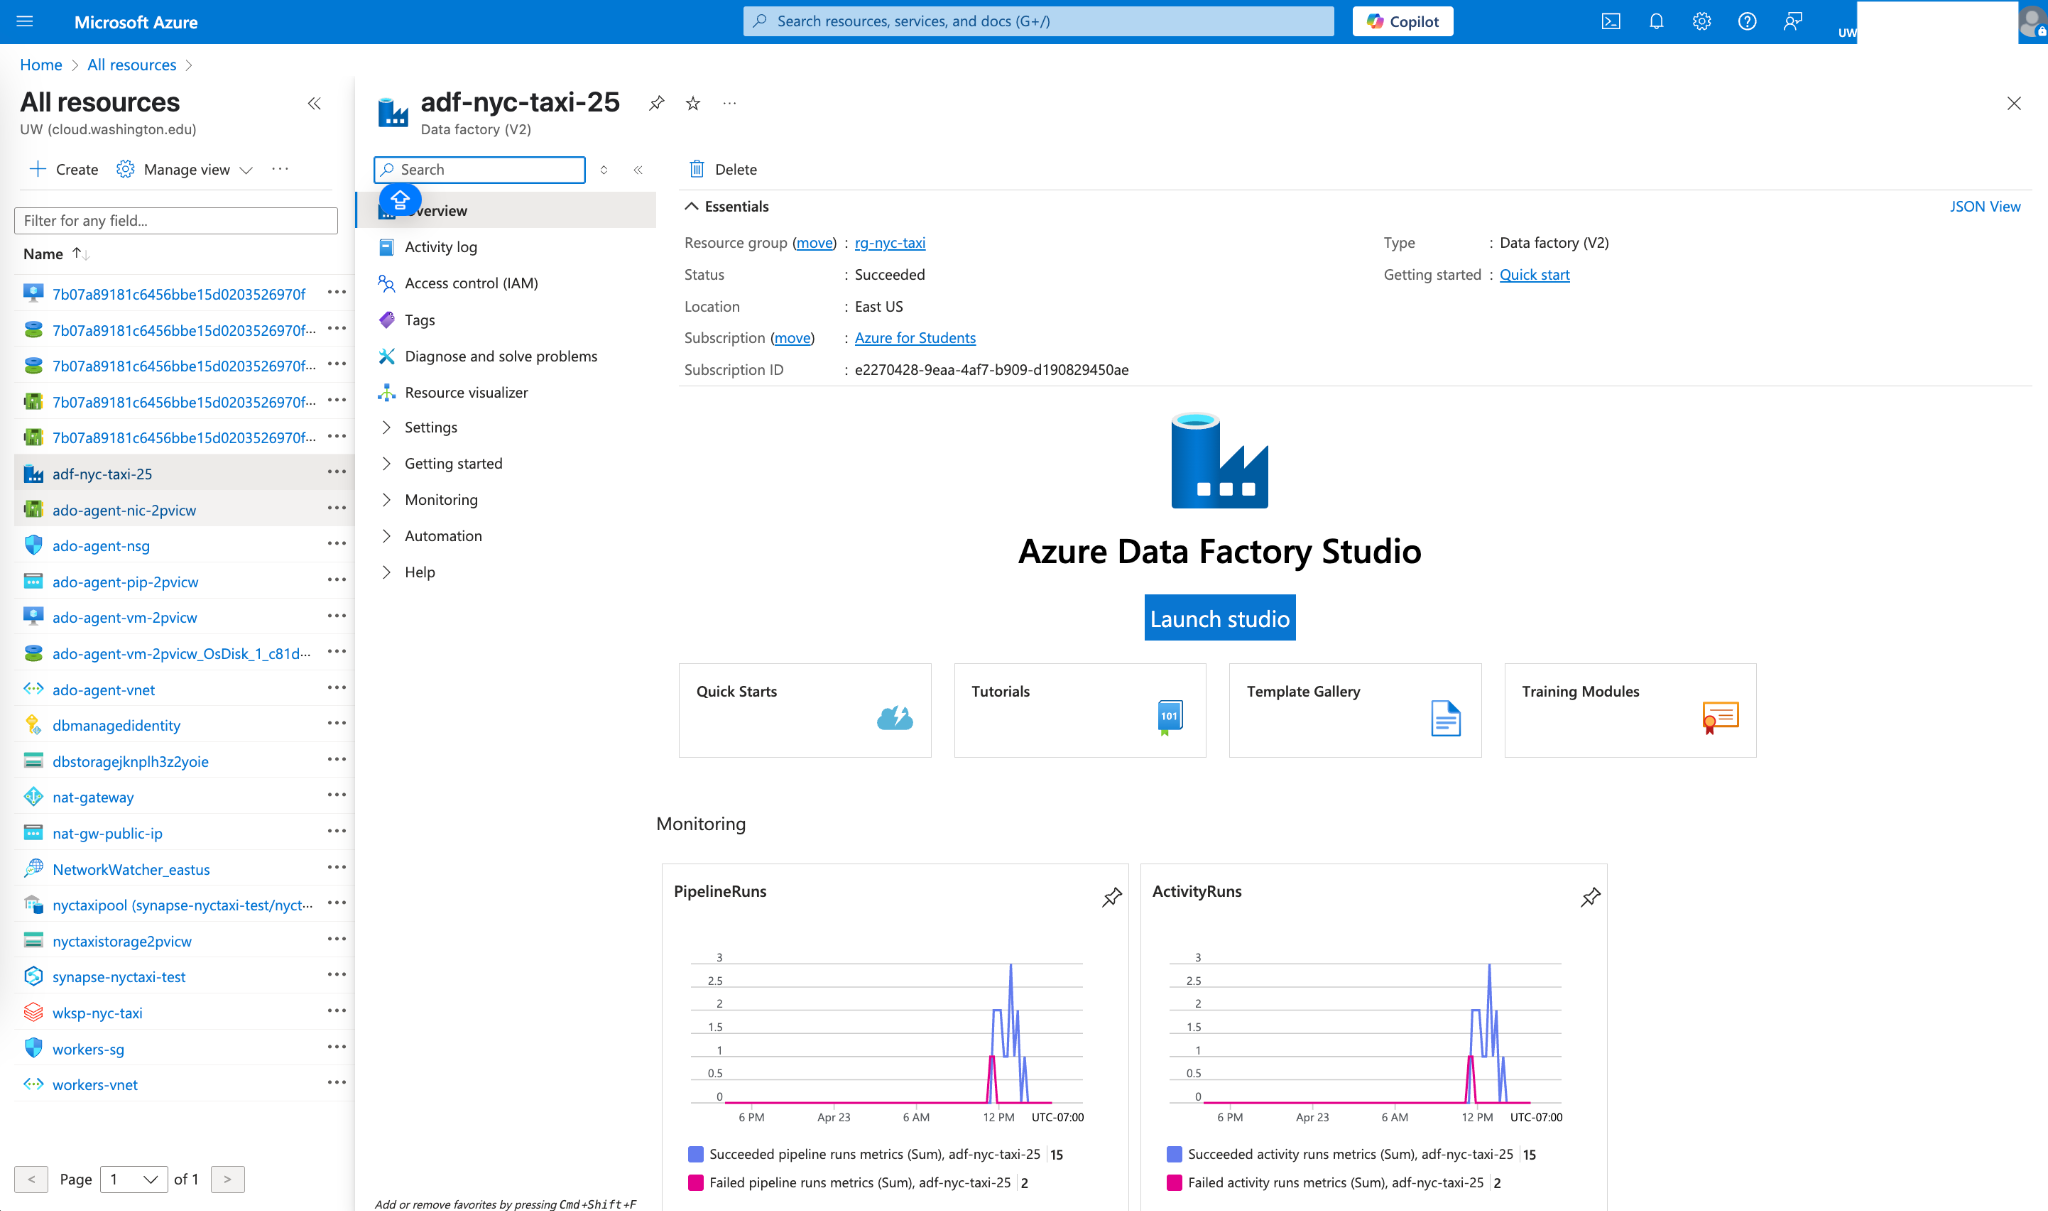 Microsoft Azure
Search resources, services, and docs (G+/)
Copilot
UW
Home > All resources >
All resources
UW (cloud.washington.edu)
Create
Manage view
Filter for any field...
Name
7b07a89181c6456bbe15d0203526970f
7b07a89181c6456bbe15d0203526970f...
7b07a89181c6456bbe15d0203526970f...
7b07a89181c6456bbe15d0203526970f...
7b07a89181c6456bbe15d0203526970f...
adf-nyc-taxi-25
ado-agent-nic-2pvicw
ado-agent-nsg
ado-agent-pip-2pvicw
ado-agent-vm-2pvicw
ado-agent-vm-2pvicw_OsDisk_1_c81d...
ado-agent-vnet
dbmanagedidentity
dbstoragejknplh3z2yoie
nat-gateway
nat-gw-public-ip
NetworkWatcher_eastus
nyctaxipool (synapse-nyctaxi-test/nyct...
nyctaxistorage2pvicw
synapse-nyctaxi-test
wksp-nyc-taxi
workers-sg
workers-vnet
< Page 1 of 1 >
adf-nyc-taxi-25
Data factory (V2)
Search
verview
Activity log
Access control (IAM)
Tags
Diagnose and solve problems
Resource visualizer
Settings
Getting started
Monitoring
Automation
Help
Add or remove favorites by pressing Cmd+Shift+F
Delete
Essentials
JSON View
Resource group (move) : rg-nyc-taxi
Status : Succeeded
Location : East US
Subscription (move) : Azure for Students
Subscription ID : e2270428-9eaa-4af7-b909-d190829450ae
Type : Data factory (V2)
Getting started : Quick start
Azure Data Factory Studio
Launch studio
Quick Starts
Tutorials
101
Template Gallery
Training Modules
Monitoring
PipelineRuns
3
2.5
2
1.5
1
0.5
0
6 PM Apr 23 6 AM 12 PM UTC-07:00
Succeeded pipeline runs metrics (Sum), adf-nyc-taxi-25 15
Failed pipeline runs metrics (Sum), adf-nyc-taxi-25 2
ActivityRuns
3
2.5
2
1.5
1
0.5
0
6 PM Apr 23 6 AM 12 PM UTC-07:00
Succeeded activity runs metrics (Sum), adf-nyc-taxi-25 15
Failed activity runs metrics (Sum), adf-nyc-taxi-25 2